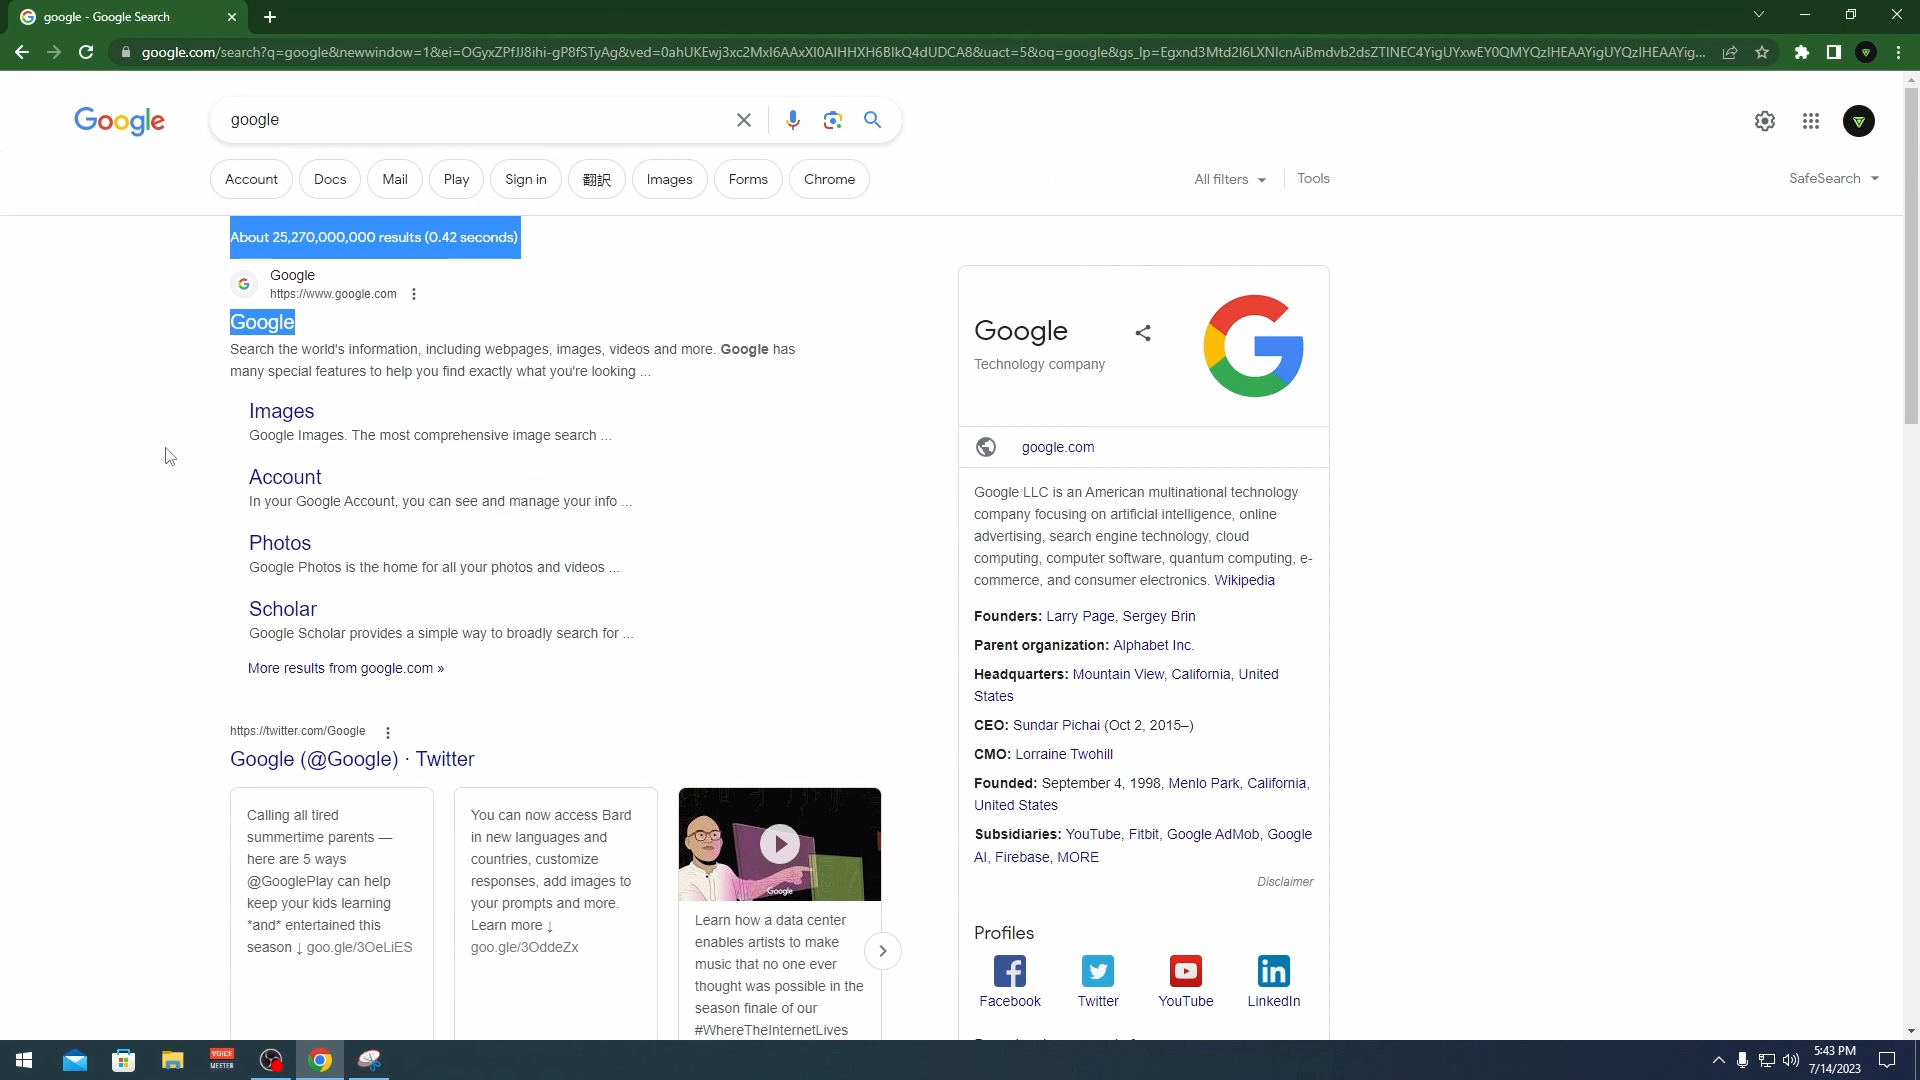 google - Google Search
google.com/search?q=google&newwindow=1&ei=OGyxZPfJJ8ihi-gP8fSTyAg&ved=0ahUKEwj3xc2MxI6AAxXI0AIHHXH6BIkQ4dUDCA8&uact=5&oq=google&gs_lp=Egxnd3Mtd2l6LXNlcnAiBmdvb2dsZTINEC4YigUYxwEY0QMYQzIHEAAYigUYQzIHEAAYig...
Google
google
Account
Docs
Mail
Play
Sign in
翻訳
Images
Forms
Chrome
All filters
Tools
SafeSearch
About 25,270,000,000 results (0.42 seconds)
Google
https://www.google.com
Google
Search the world's information, including webpages, images, videos and more. Google has
many special features to help you find exactly what you're looking ...
Images
Google Images. The most comprehensive image search ...
Account
In your Google Account, you can see and manage your info ...
Photos
Google Photos is the home for all your photos and videos ...
Scholar
Google Scholar provides a simple way to broadly search for ...
More results from google.com »
https://twitter.com/Google
Google (@Google) · Twitter
Calling all tired
summertime parents —
here are 5 ways
@GooglePlay can help
keep your kids learning
*and* entertained this
season ↓ goo.gle/3OeLiES
You can now access Bard
in new languages and
countries, customize
responses, add images to
your prompts and more.
Learn more ↓
goo.gle/3OddeZx
Google
Learn how a data center
enables artists to make
music that no one ever
thought was possible in the
season finale of our
#WhereTheInternetLives
Google
Technology company
google.com
Google LLC is an American multinational technology
company focusing on artificial intelligence, online
advertising, search engine technology, cloud
computing, computer software, quantum computing, e-
commerce, and consumer electronics. Wikipedia
Founders: Larry Page, Sergey Brin
Parent organization: Alphabet Inc.
Headquarters: Mountain View, California, United
States
CEO: Sundar Pichai (Oct 2, 2015–)
CMO: Lorraine Twohill
Founded: September 4, 1998, Menlo Park, California,
United States
Subsidiaries: YouTube, Fitbit, Google AdMob, Google
AI, Firebase, MORE
Disclaimer
Profiles
Facebook
Twitter
YouTube
LinkedIn
VOICE
MEETER
5:43 PM
7/14/2023